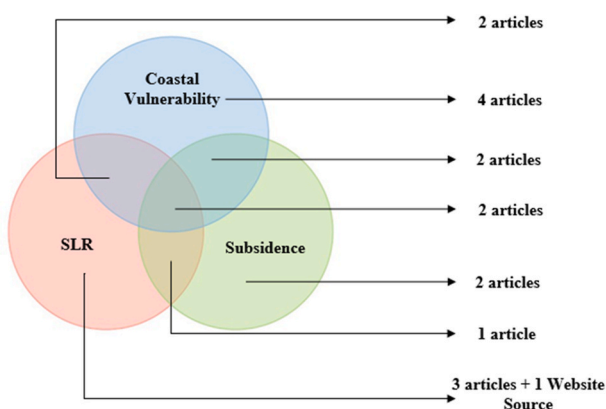 2 articles
Coastal
Vulnerability
4 articles
2 articles
2 articles
SLR
Subsidence
2 articles
1 article
3 articles + 1 Website
Source